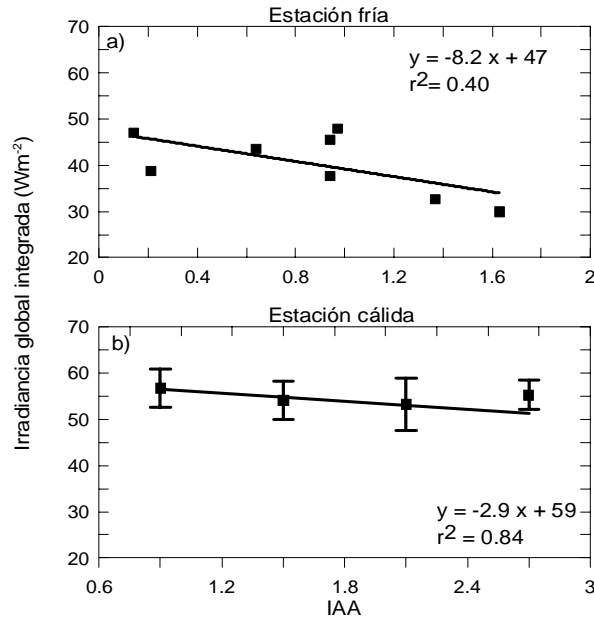 Estación fría
a)
y = -8.2 x + 47
r2 = 0.40
70
60
50
40
30
20
0 0.4 0.8 1.2 1.6 2
Irradiancia global integrada (Wm-2)
Estación cálida
b)
70
60
50
40
30
20
y = -2.9 x + 59
r2 = 0.84
0.6 1.2 1.8 2.4 3
IAA